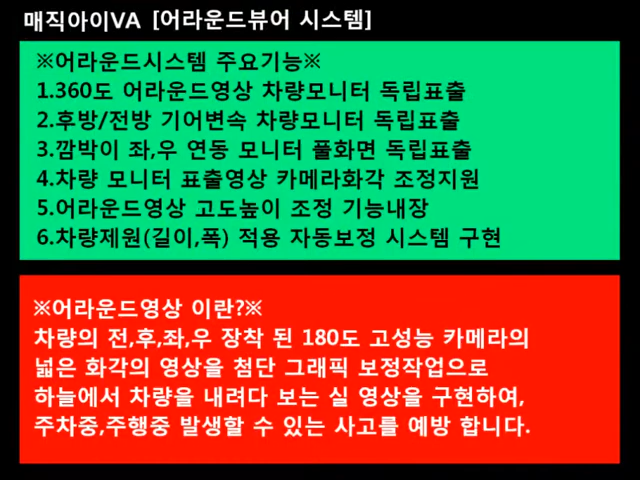 매직아이VA [어라운드뷰어 시스템]
※어라운드시스템 주요기능※
1.360도 어라운드영상 차량모니터 독립표출
2.후방/전방 기어변속 차량모니터 독립표출
3.깜박이 좌,우 연동 모니터 풀화면 독립표출
4.차량 모니터 표출영상 카메라화각 조정지원
5.어라운드영상 고도높이 조정 기능내장
6.차량제원(길이,폭) 적용 자동보정 시스템 구현
※어라운드영상 이란?※
차량의 전,후,좌,우 장착 된 180도 고성능 카메라의
넓은 화각의 영상을 첨단 그래픽 보정작업으로
하늘에서 차량을 내려다 보는 실 영상을 구현하여,
주차중,주행중 발생할 수 있는 사고를 예방 합니다.